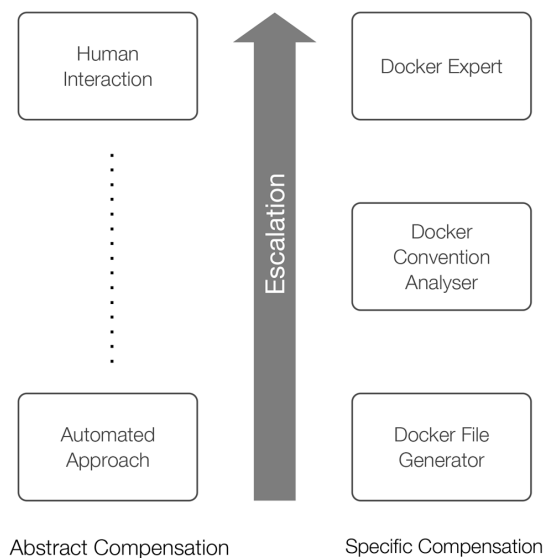 Human
Interaction
Docker Expert
Escalation
Docker
Convention
Analyser
Automated
Approach
Docker File
Generator
Abstract Compensation
Specific Compensation